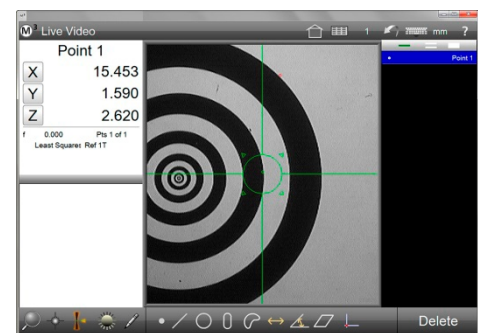 M³ Live Video
1
mm
?
Point 1
X 15.453
Y 1.590
Z 2.620
f 0.000 Pts 1 of 1
Least Squares Ref 1T
Point 1
Delete